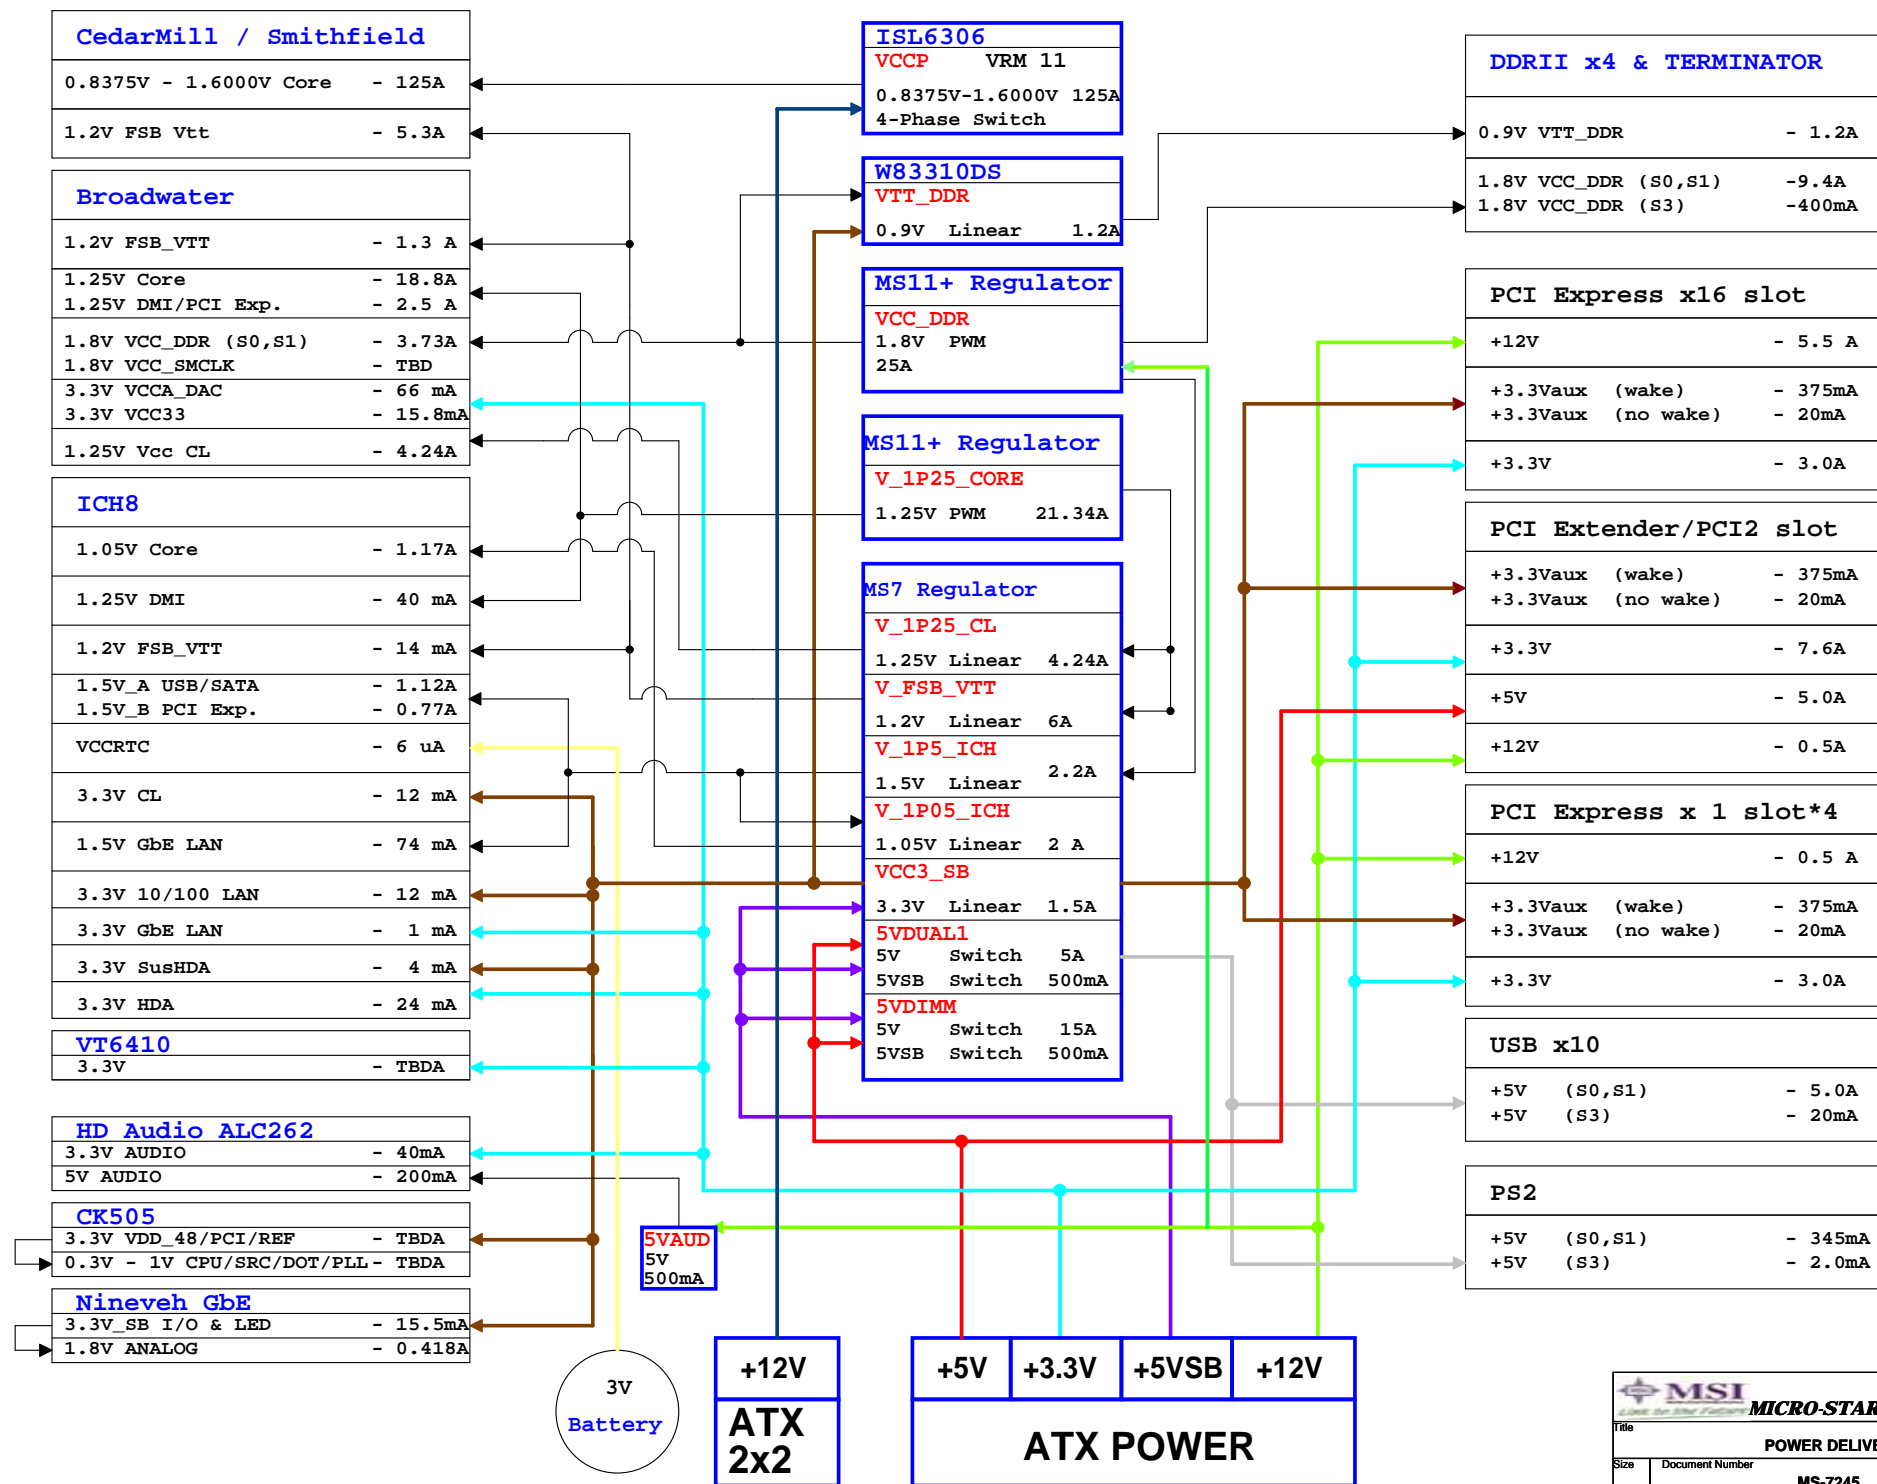 CedarMill / Smithfield
0.8375V - 1.6000V Core - 125A
1.2V FSB Vtt - 5.3A
Broadwater
1.2V FSB_VTT - 1.3 A
1.25V Core - 18.8A
1.25V DMI/PCI Exp. - 2.5 A
1.8V VCC_DDR (S0,S1) - 3.73A
1.8V VCC_SMCLK - TBD
3.3V VCCA_DAC - 66 mA
3.3V VCC33 - 15.8mA
1.25V Vcc CL - 4.24A
ICH8
1.05V Core - 1.17A
1.25V DMI - 40 mA
1.2V FSB_VTT - 14 mA
1.5V_A USB/SATA - 1.12A
1.5V_B PCI Exp. - 0.77A
VCCRTC - 6 uA
3.3V CL - 12 mA
1.5V GbE LAN - 74 mA
3.3V 10/100 LAN - 12 mA
3.3V GbE LAN - 1 mA
3.3V SusHDA - 4 mA
3.3V HDA - 24 mA
VT6410
3.3V - TBDA
HD Audio ALC262
3.3V AUDIO - 40mA
5V AUDIO - 200mA
CK505
3.3V VDD_48/PCI/REF - TBDA
0.3V - 1V CPU/SRC/DOT/PLL - TBDA
Nineveh GbE
3.3V_SB I/O & LED - 15.5mA
1.8V ANALOG - 0.418A
ISL6306
VCCP VRM 11
0.8375V-1.6000V 125A
4-Phase Switch
W83310DS
VTT_DDR
0.9V Linear 1.2A
MS11+ Regulator
VCC_DDR
1.8V PWM
25A
MS11+ Regulator
V_1P25_CORE
1.25V PWM 21.34A
MS7 Regulator
V_1P25_CL
1.25V Linear 4.24A
V_FSB_VTT
1.2V Linear 6A
V_1P5_ICH
1.5V Linear 2.2A
V_1P05_ICH
1.05V Linear 2 A
VCC3_SB
3.3V Linear 1.5A
5VDUAL1
5V Switch 5A
5VSB Switch 500mA
5VDIMM
5V Switch 15A
5VSB Switch 500mA
5VAUD
5V
500mA
3V
Battery
+12V
ATX
2x2
+5V +3.3V +5VSB +12V
ATX POWER
DDRII x4 & TERMINATOR
0.9V VTT_DDR - 1.2A
1.8V VCC_DDR (S0,S1) -9.4A
1.8V VCC_DDR (S3) -400mA
PCI Express x16 slot
+12V - 5.5 A
+3.3Vaux (wake) - 375mA
+3.3Vaux (no wake) - 20mA
+3.3V - 3.0A
PCI Extender/PCI2 slot
+3.3Vaux (wake) - 375mA
+3.3Vaux (no wake) - 20mA
+3.3V - 7.6A
+5V - 5.0A
+12V - 0.5A
PCI Express x 1 slot*4
+12V - 0.5 A
+3.3Vaux (wake) - 375mA
+3.3Vaux (no wake) - 20mA
+3.3V - 3.0A
USB x10
+5V (S0,S1) - 5.0A
+5V (S3) - 20mA
PS2
+5V (S0,S1) - 345mA
+5V (S3) - 2.0mA
MSI
MICRO-STAR
Title
POWER DELIVE
Size Document Number
MS-7245